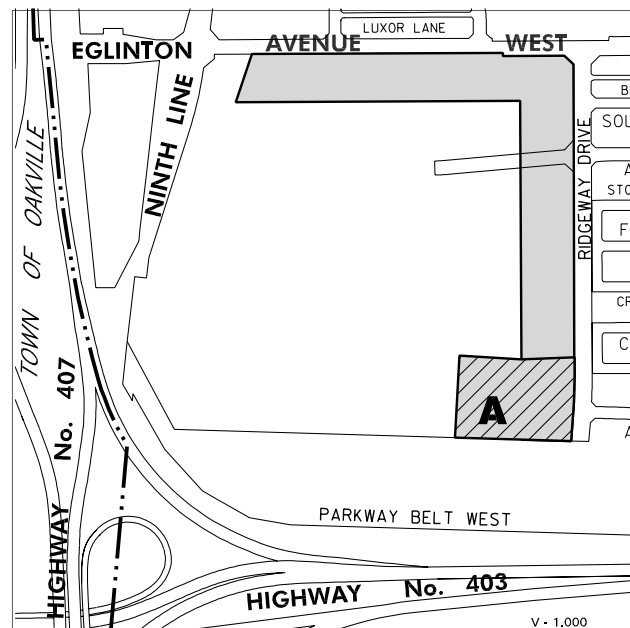 LUXOR LANE
EGLINTON AVENUE WEST
B
SOU
NINTH LINE
RIDGEWAY DRIVE
A
STO
TOWN OF OAKVILLE
F
CR
C
HIGHWAY No. 407
A
A
PARKWAY BELT WEST
HIGHWAY No. 403
V - 1.000